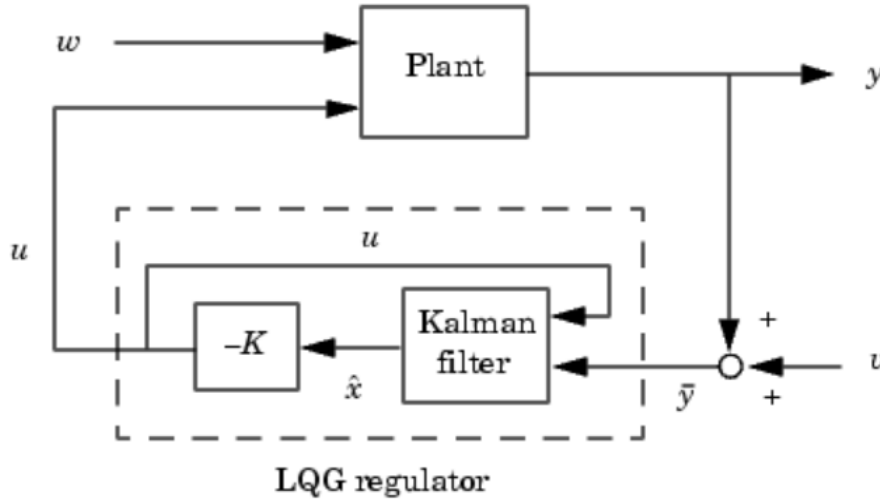 w
Plant
y
u
u
+
–K
Kalman
filter
x̂
ȳ
+
LQG regulator